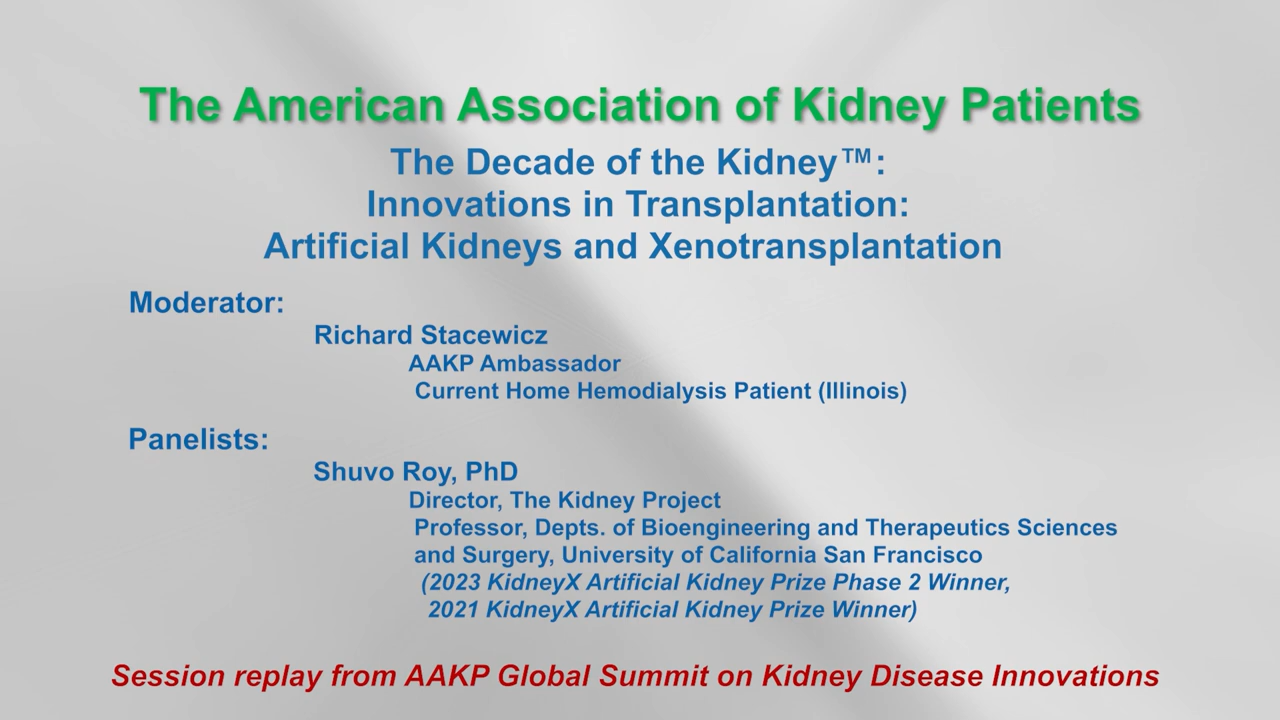 The American Association of Kidney Patients
The Decade of the Kidney™:
Innovations in Transplantation:
Artificial Kidneys and Xenotransplantation
Moderator:
Richard Stacewicz
AAKP Ambassador
Current Home Hemodialysis Patient (Illinois)
Panelists:
Shuvo Roy, PhD
Director, The Kidney Project
Professor, Depts. of Bioengineering and Therapeutics Sciences
and Surgery, University of California San Francisco
(2023 KidneyX Artificial Kidney Prize Phase 2 Winner,
2021 KidneyX Artificial Kidney Prize Winner)
Session replay from AAKP Global Summit on Kidney Disease Innovations